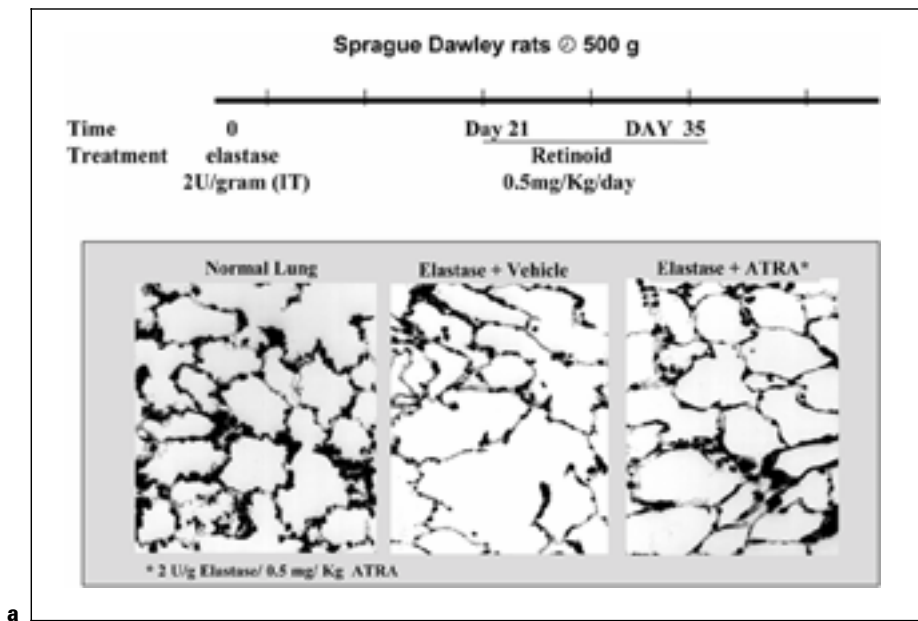 Sprague Dawley rats ⏲ 500 g
Time 0 Day 21 DAY 35
Treatment elastase Retinoid
2U/gram (IT) 0.5mg/Kg/day
Normal Lung Elastase + Vehicle Elastase + ATRA*
* 2 U/g Elastase/ 0.5 mg/ Kg ATRA
a